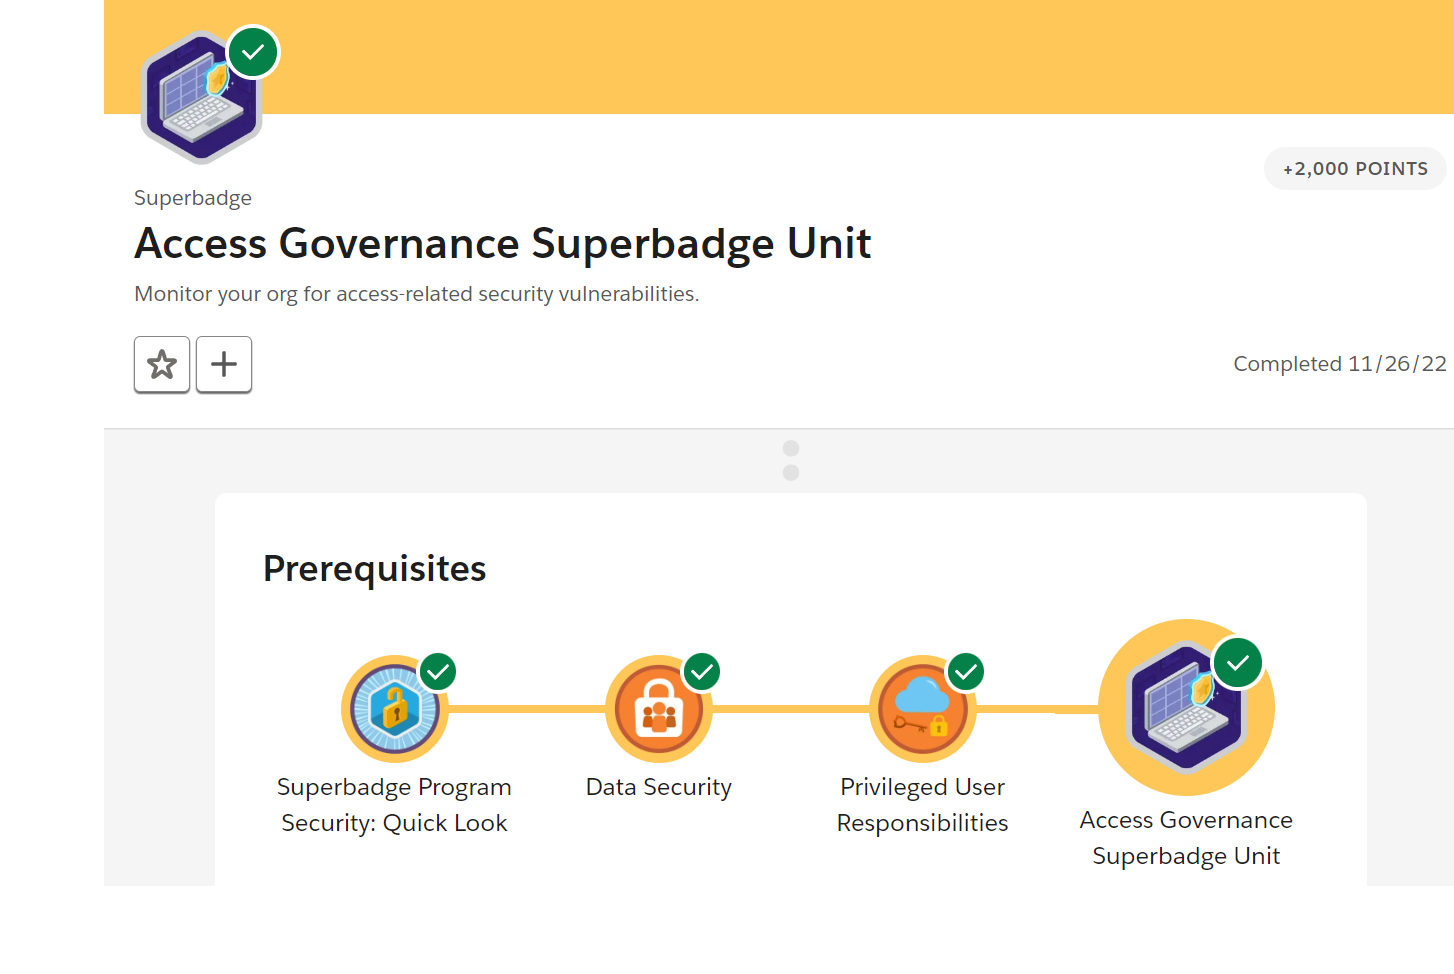 +2,000 POINTS
Superbadge
Access Governance Superbadge Unit
Monitor your org for access-related security vulnerabilities.
Completed 11/26/22
Prerequisites
Superbadge Program
Security: Quick Look
Data Security
Privileged User
Responsibilities
Access Governance
Superbadge Unit